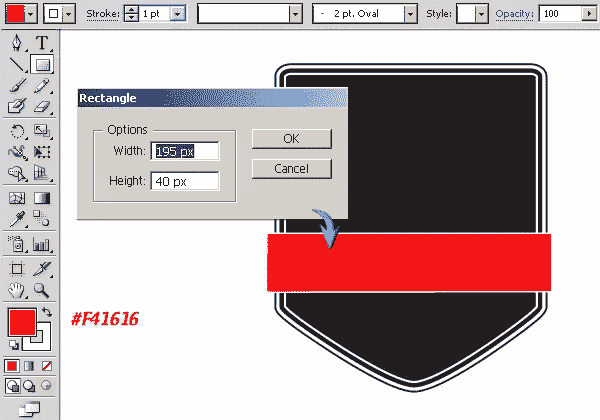 Stroke: 1 pt - 2 pt. Oval Style: Opacity: 100
T
Rectangle
Options
Width: 195 px
Height: 40 px
OK
Cancel
#F41616